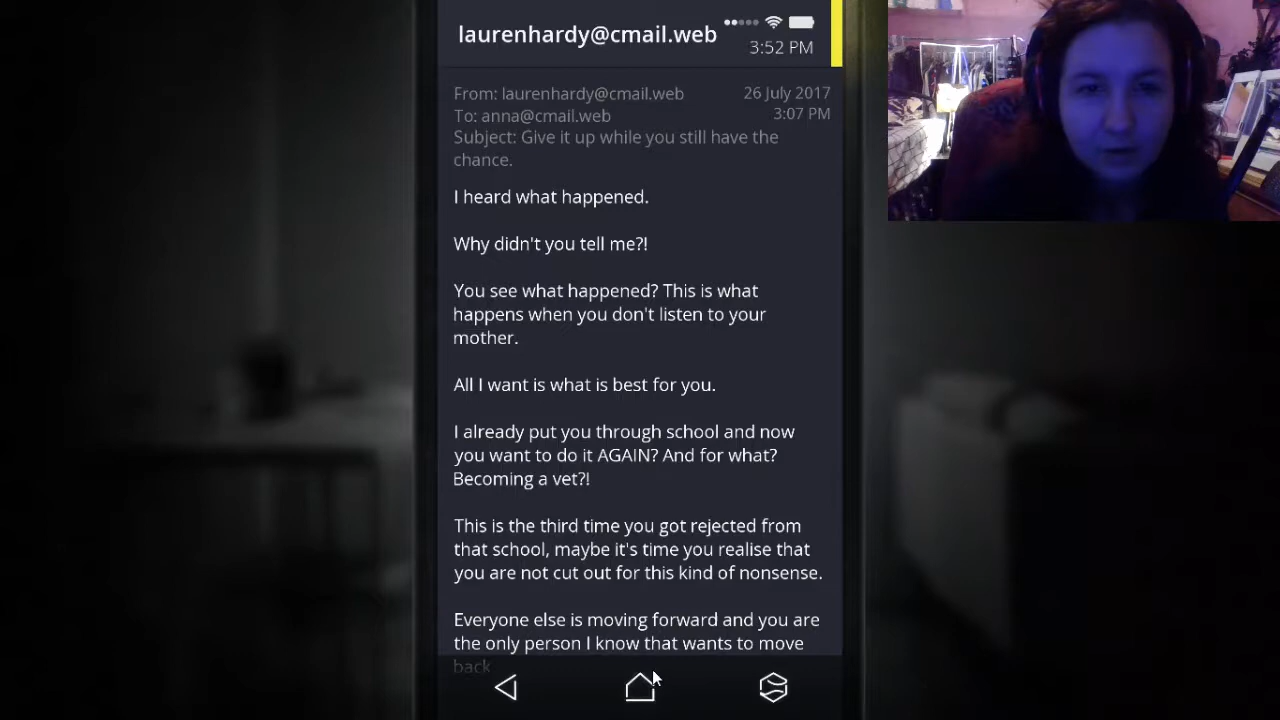 laurenhardy@cmail.web
3:52 PM
From: laurenhardy@cmail.web
26 July 2017
To: anna@cmail.web
3:07 PM
Subject: Give it up while you still have the
chance.
I heard what happened.
Why didn't you tell me?!
You see what happened? This is what
happens when you don't listen to your
mother.
All I want is what is best for you.
I already put you through school and now
you want to do it AGAIN? And for what?
Becoming a vet?!
This is the third time you got rejected from
that school, maybe it's time you realise that
you are not cut out for this kind of nonsense.
Everyone else is moving forward and you are
the only person I know that wants to move
back